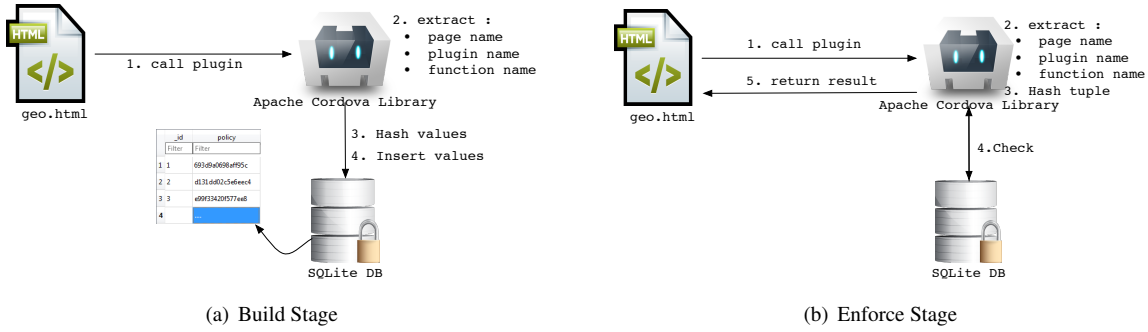 HTML
</>
geo.html
1. call plugin
Apache Cordova Library
2. extract :
• page name
• plugin name
• function name
3. Hash values
4. Insert values
_id policy
Filter Filter
1 1 693d9a0698aff95c
2 2 d131dd02c5e6eec4
3 3 e99f33420f577ee8
4 ...
SQLite DB
(a) Build Stage
HTML
</>
geo.html
1. call plugin
5. return result
Apache Cordova Library
2. extract :
• page name
• plugin name
• function name
3. Hash tuple
4.Check
SQLite DB
(b) Enforce Stage